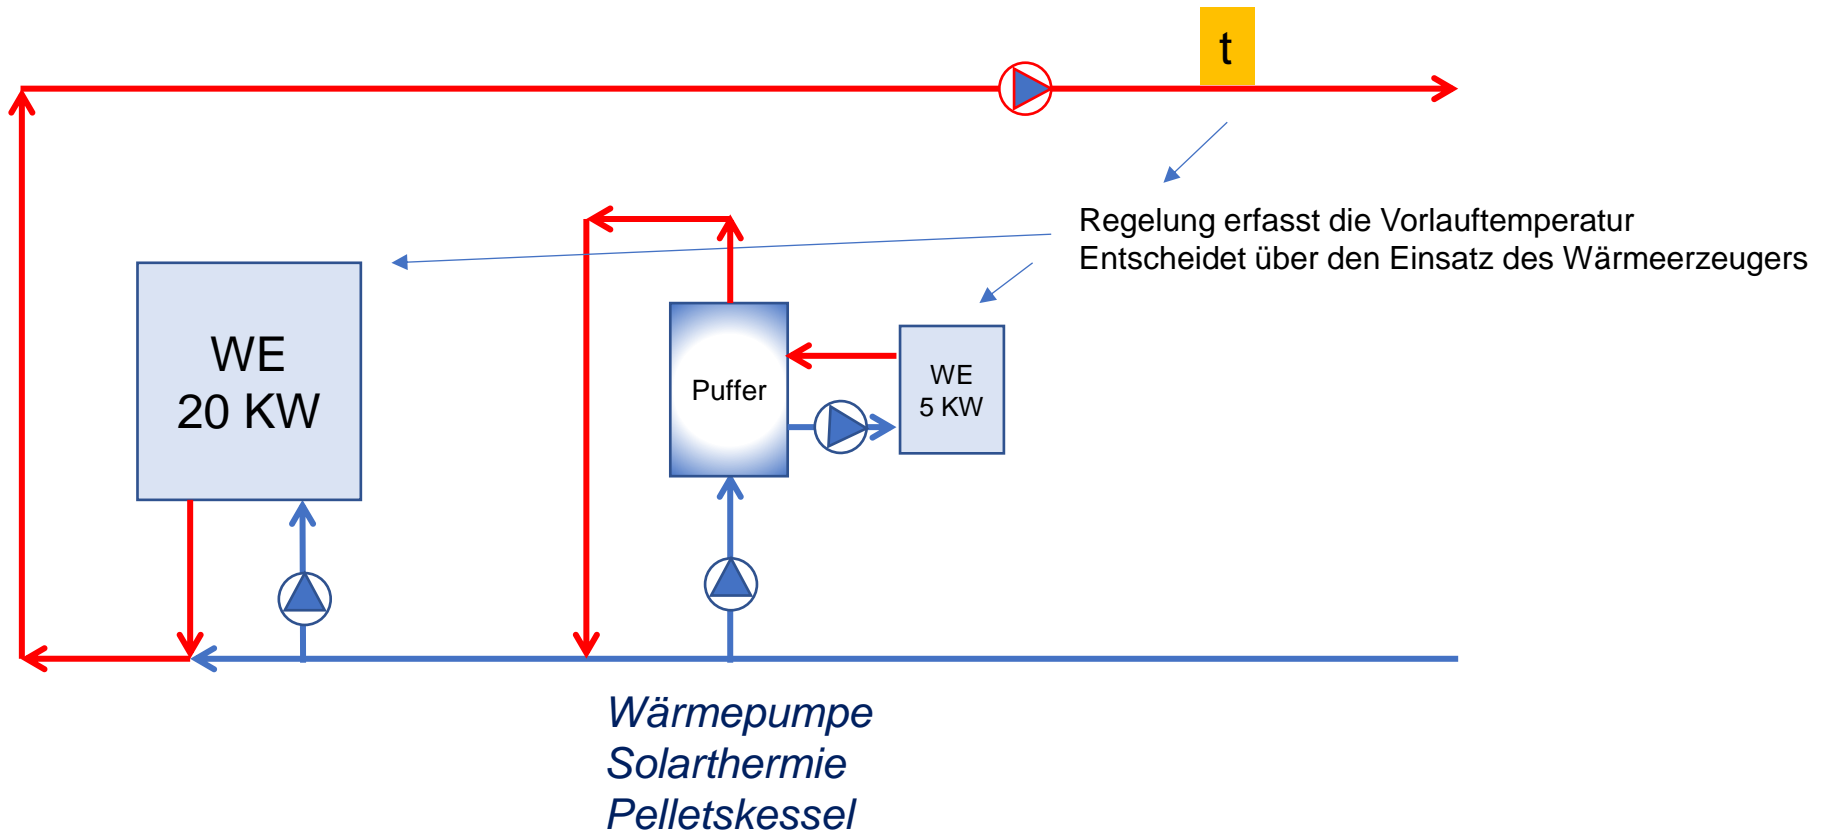 t
Regelung erfasst die Vorlauftemperatur
Entscheidet über den Einsatz des Wärmeerzeugers
WE
20 KW
Puffer
WE
5 KW
Wärmepumpe
Solarthermie
Pelletskessel